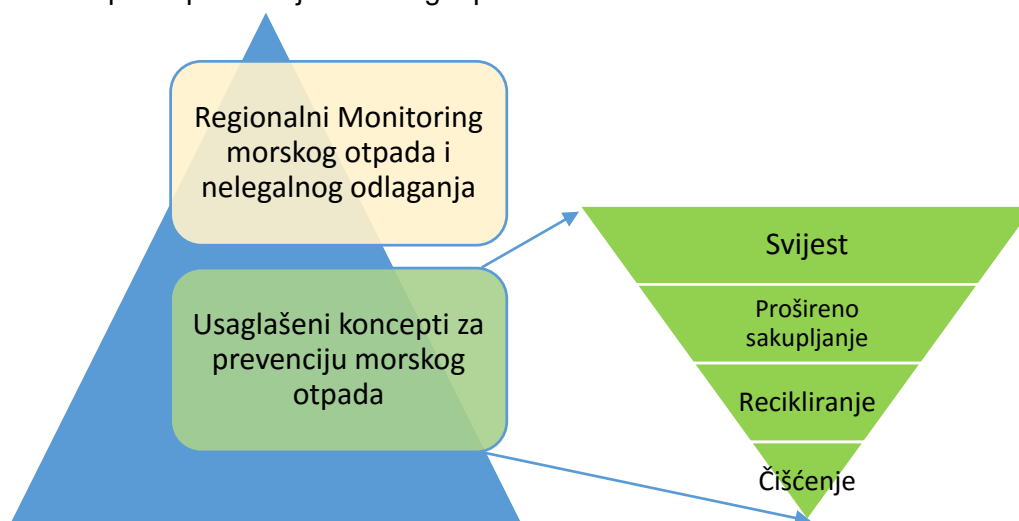 Regionalni Monitoring
morskog otpada i
nelegalnog odlaganja
Usaglašeni koncepti za
prevenciju morskog
otpada
Svijest
Prošireno
sakupljanje
Recikliranje
Čišćenje